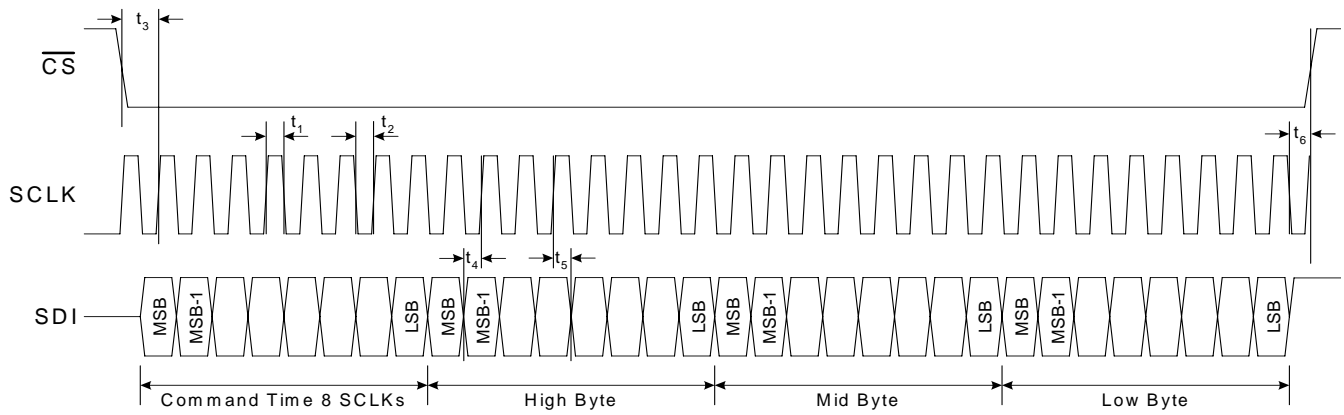 t3
CS
t1
t2
t6
SCLK
t4
t5
SDI
MSB
MSB-1
LSB
MSB
MSB-1
LSB
MSB
MSB-1
LSB
MSB
MSB-1
LSB
Command Time 8 SCLKs
High Byte
Mid Byte
Low Byte